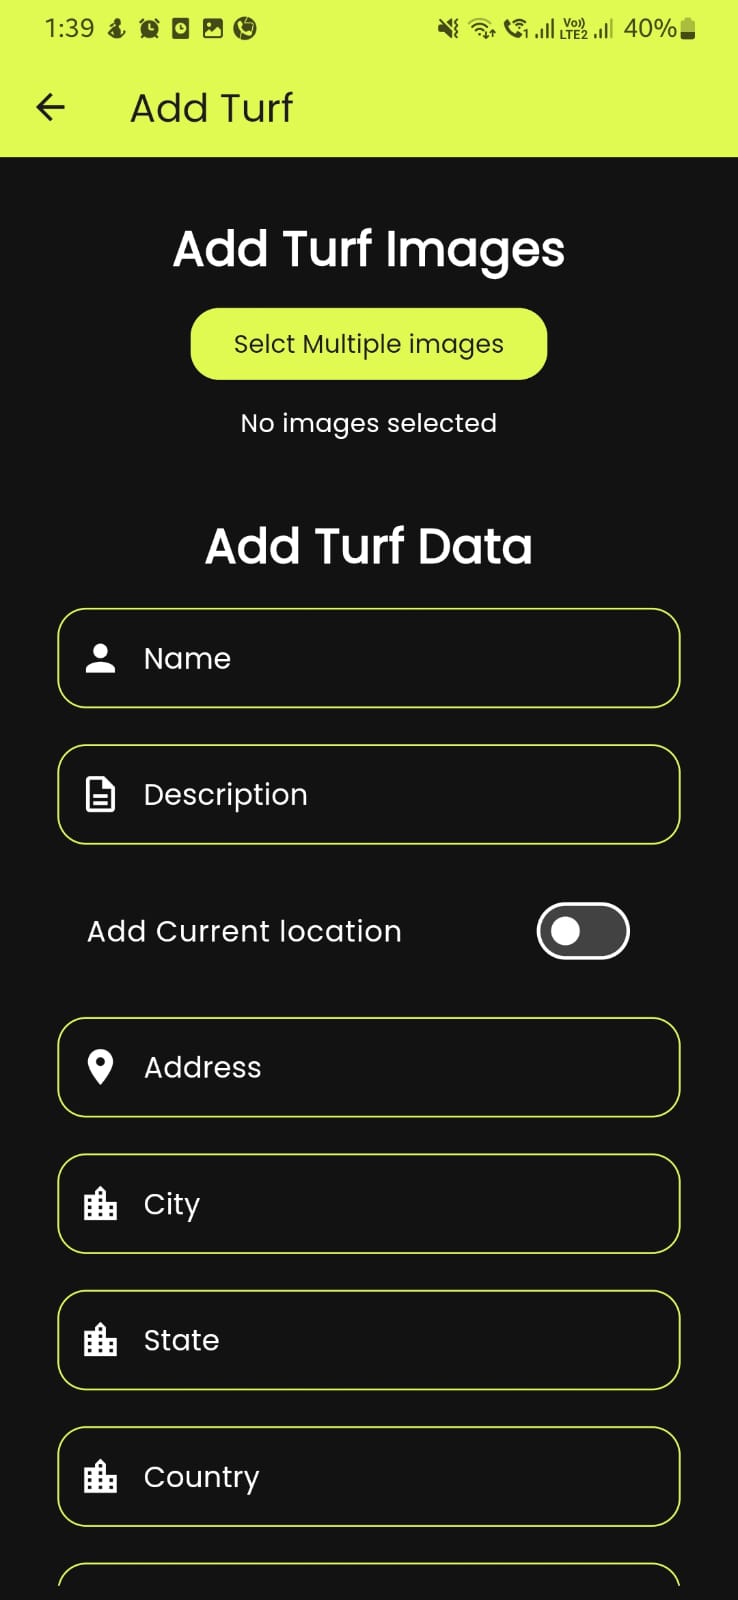 1:39
Vo))
LTE2
1
40%
Add Turf
Add Turf Images
Selct Multiple images
No images selected
Add Turf Data
Name
Description
Add Current location
Address
City
State
Country